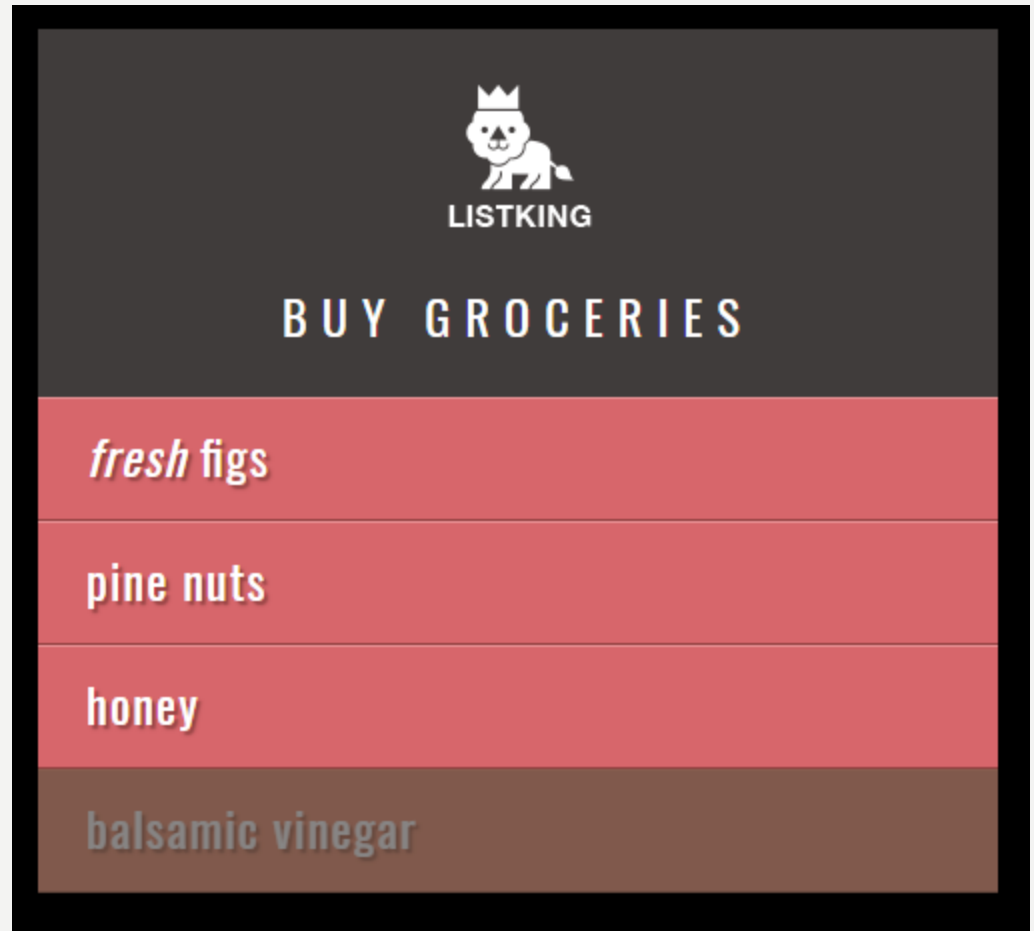 LISTKING
BUY GROCERIES
fresh figs
pine nuts
honey
balsamic vinegar